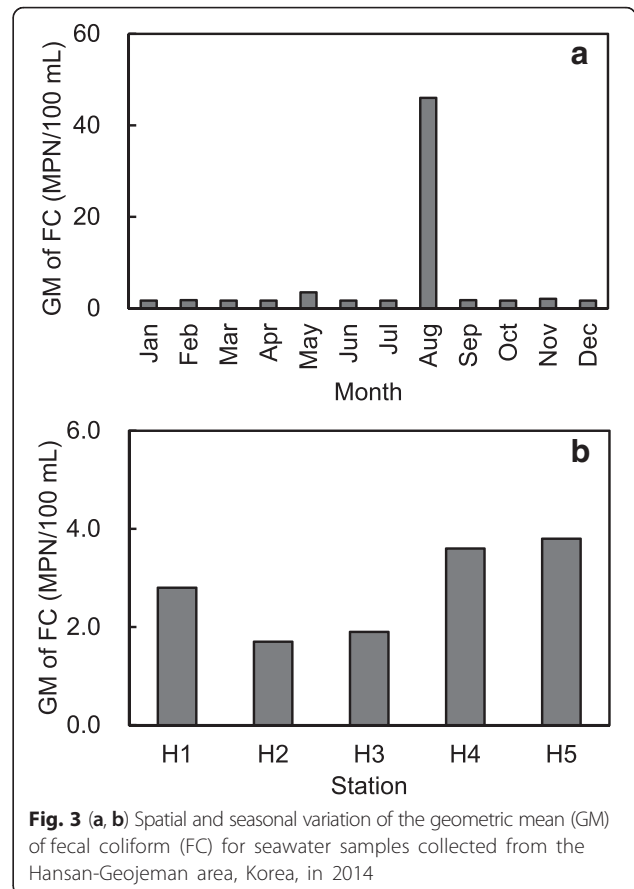 a
GM of FC (MPN/100 mL)
60
40
20
0
Jan Feb Mar Apr May Jun Jul Aug Sep Oct Nov Dec
Month
b
GM of FC (MPN/100 mL)
6.0
4.0
2.0
0.0
H1 H2 H3 H4 H5
Station
Fig. 3 (a, b) Spatial and seasonal variation of the geometric mean (GM)
of fecal coliform (FC) for seawater samples collected from the
Hansan-Geojeman area, Korea, in 2014